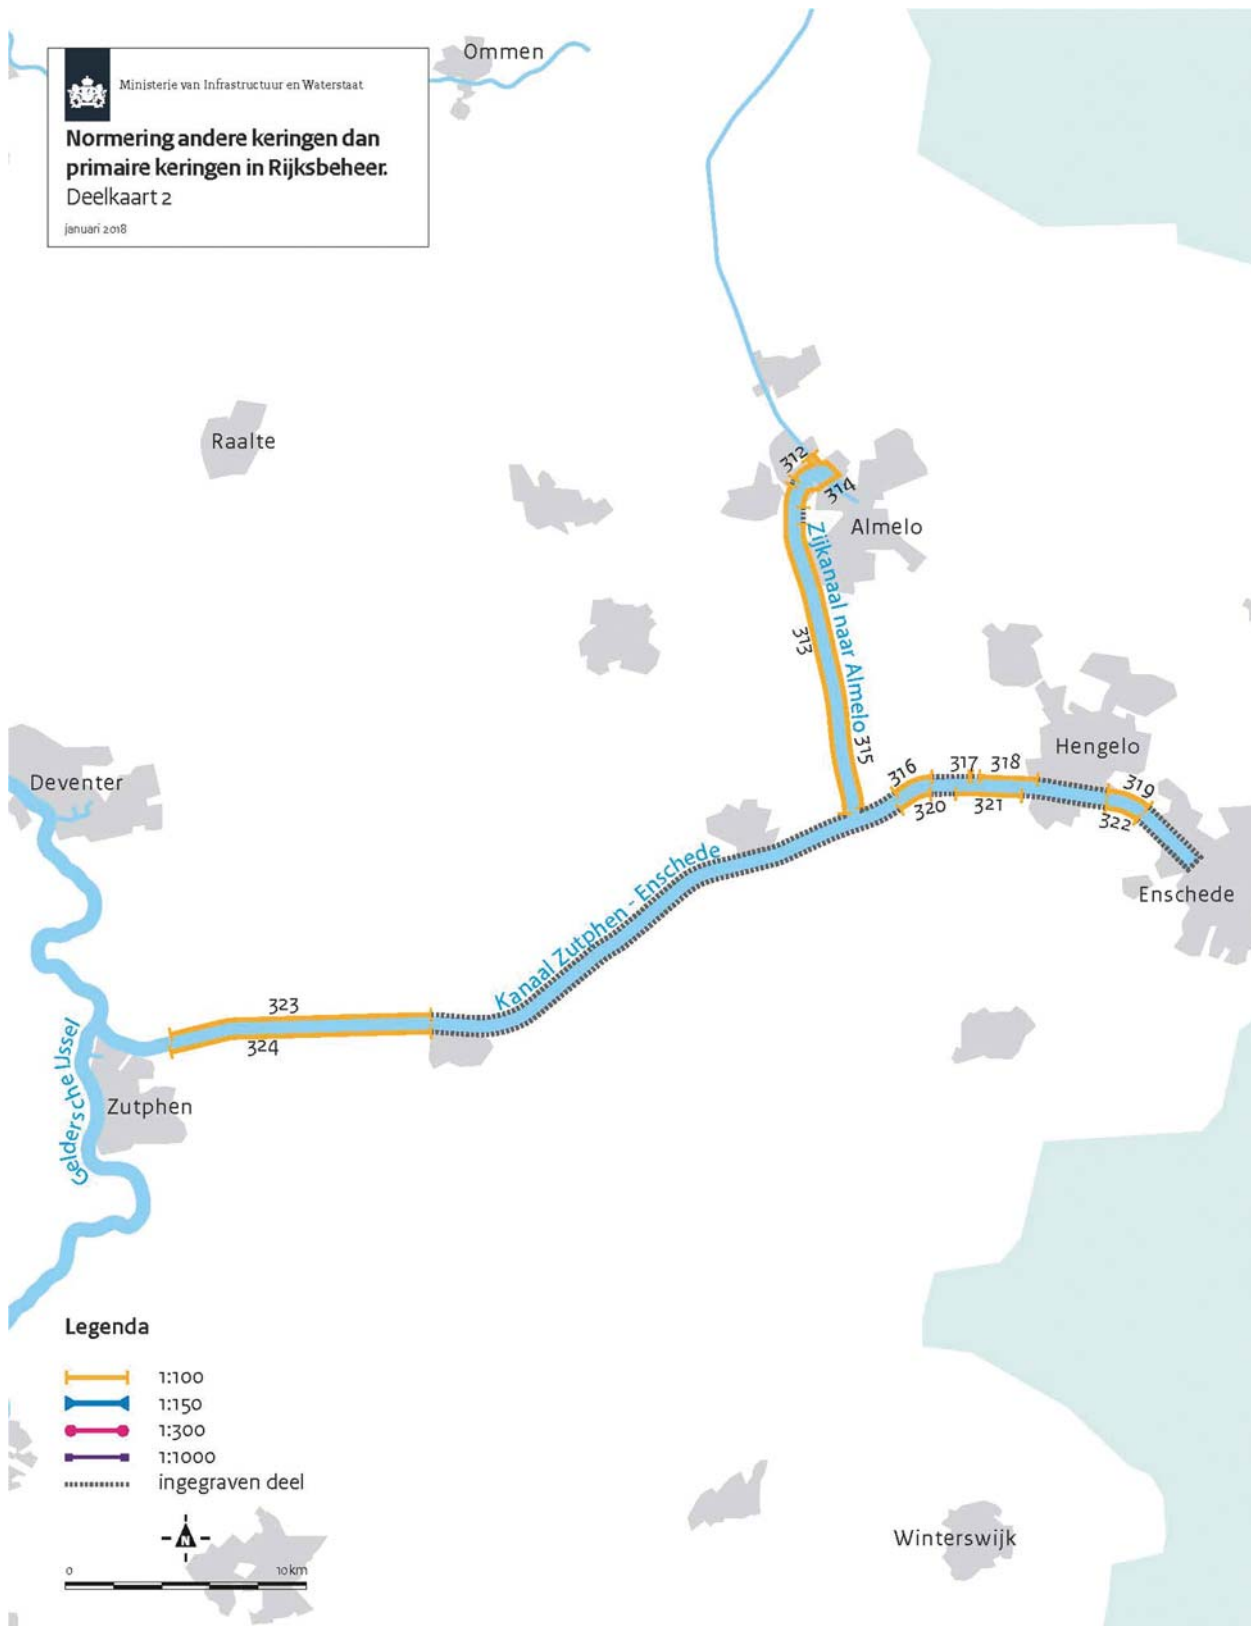 Ommen
Ministerie van Infrastructuur en Waterstaat
Normering andere keringen dan
primaire keringen in Rijksbeheer.
Deelkaart 2
januari 2018
Raalte
312
314
Almelo
Zijkanaal naar Almelo
313
315
Hengelo
Deventer
316
317
318
319
320
321
322
Enschede
Kanaal Zutphen - Enschede
323
324
Geldersche IJssel
Zutphen
Legenda
1:100
1:150
1:300
1:1000
ingegraven deel
N
0 10 km
Winterswijk